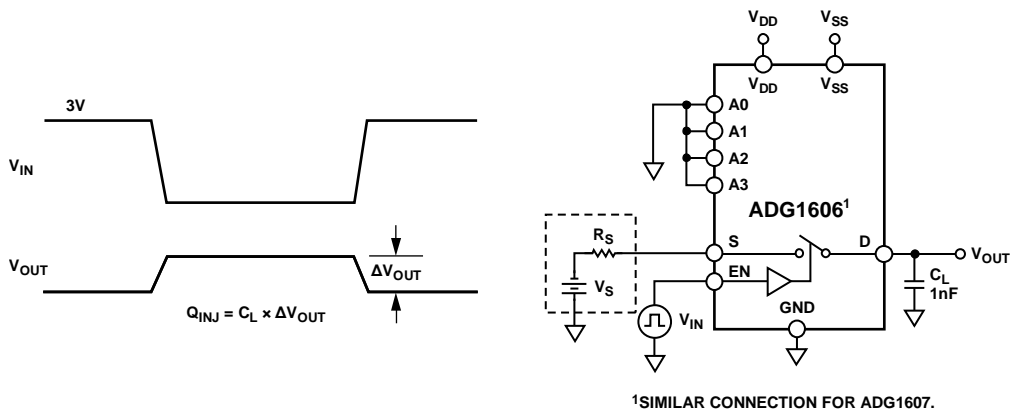 3V
VIN
VOUT
ΔVOUT
QINJ = CL × ΔVOUT
VDD
VSS
VDD
VSS
A0
A1
A2
A3
ADG1606¹
RS
S
D
VOUT
EN
VS
CL
1nF
GND
VIN
¹SIMILAR CONNECTION FOR ADG1607.